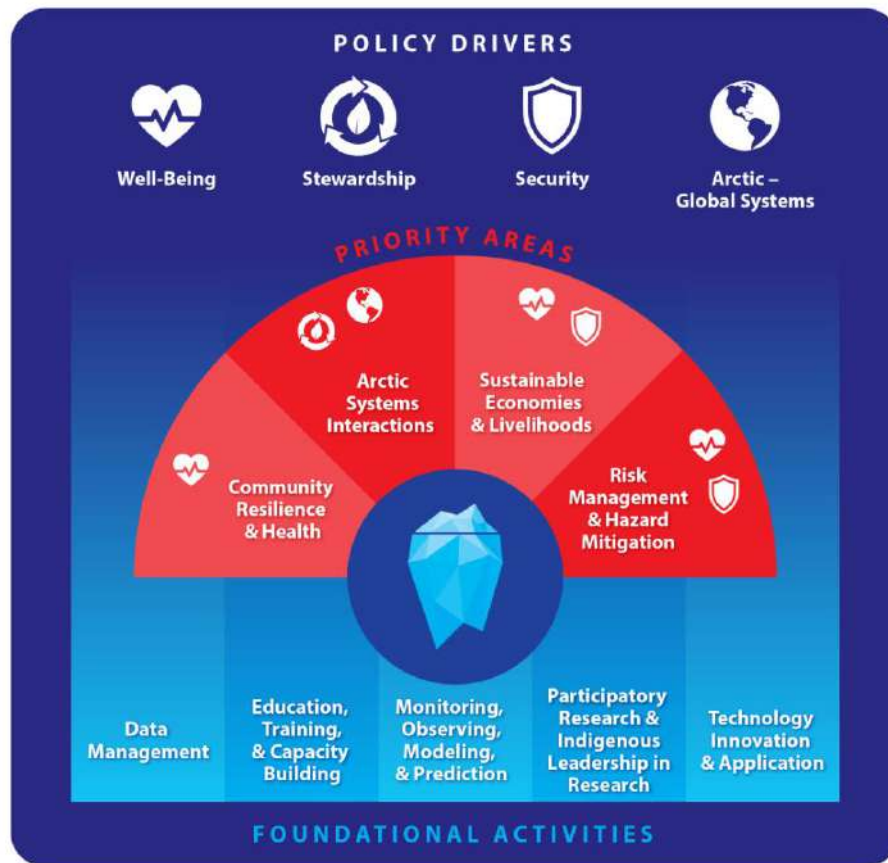 POLICY DRIVERS
Well-Being
Stewardship
Security
Arctic –
Global Systems
PRIORITY AREAS
Community
Resilience
& Health
Arctic
Systems
Interactions
Sustainable
Economies
& Livelihoods
Risk
Management
& Hazard
Mitigation
Data
Management
Education,
Training,
& Capacity
Building
Monitoring,
Observing,
Modeling,
& Prediction
Participatory
Research &
Indigenous
Leadership in
Research
Technology
Innovation
& Application
FOUNDATIONAL ACTIVITIES